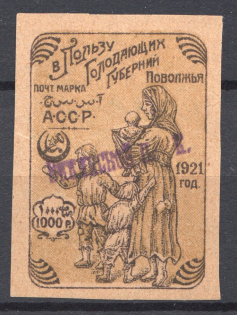 В Пользу
Голодающих
Губерний
Поволжья
ПОЧТ. МАРКА
А·С·С·Р·
1921
ГОД.
1000 Р.